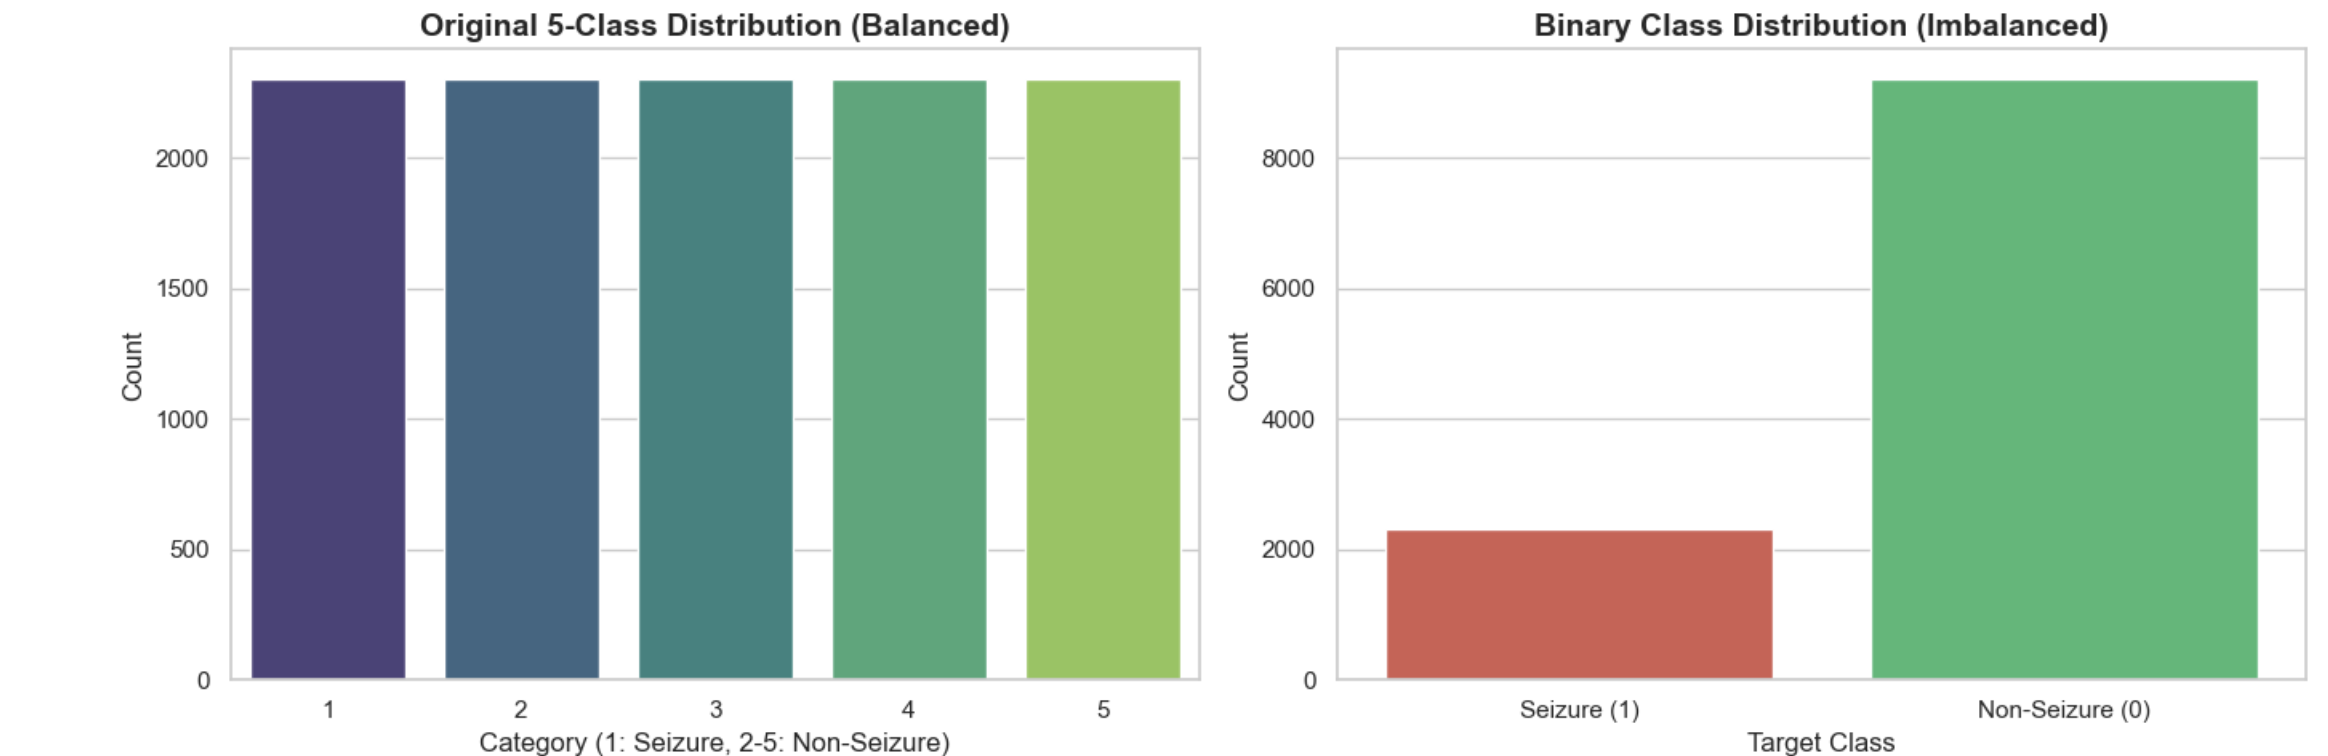 Original 5-Class Distribution (Balanced)
Count
2000
1500
1000
500
0
1 2 3 4 5
Category (1: Seizure, 2-5: Non-Seizure)
Binary Class Distribution (Imbalanced)
Count
8000
6000
4000
2000
0
Seizure (1) Non-Seizure (0)
Target Class